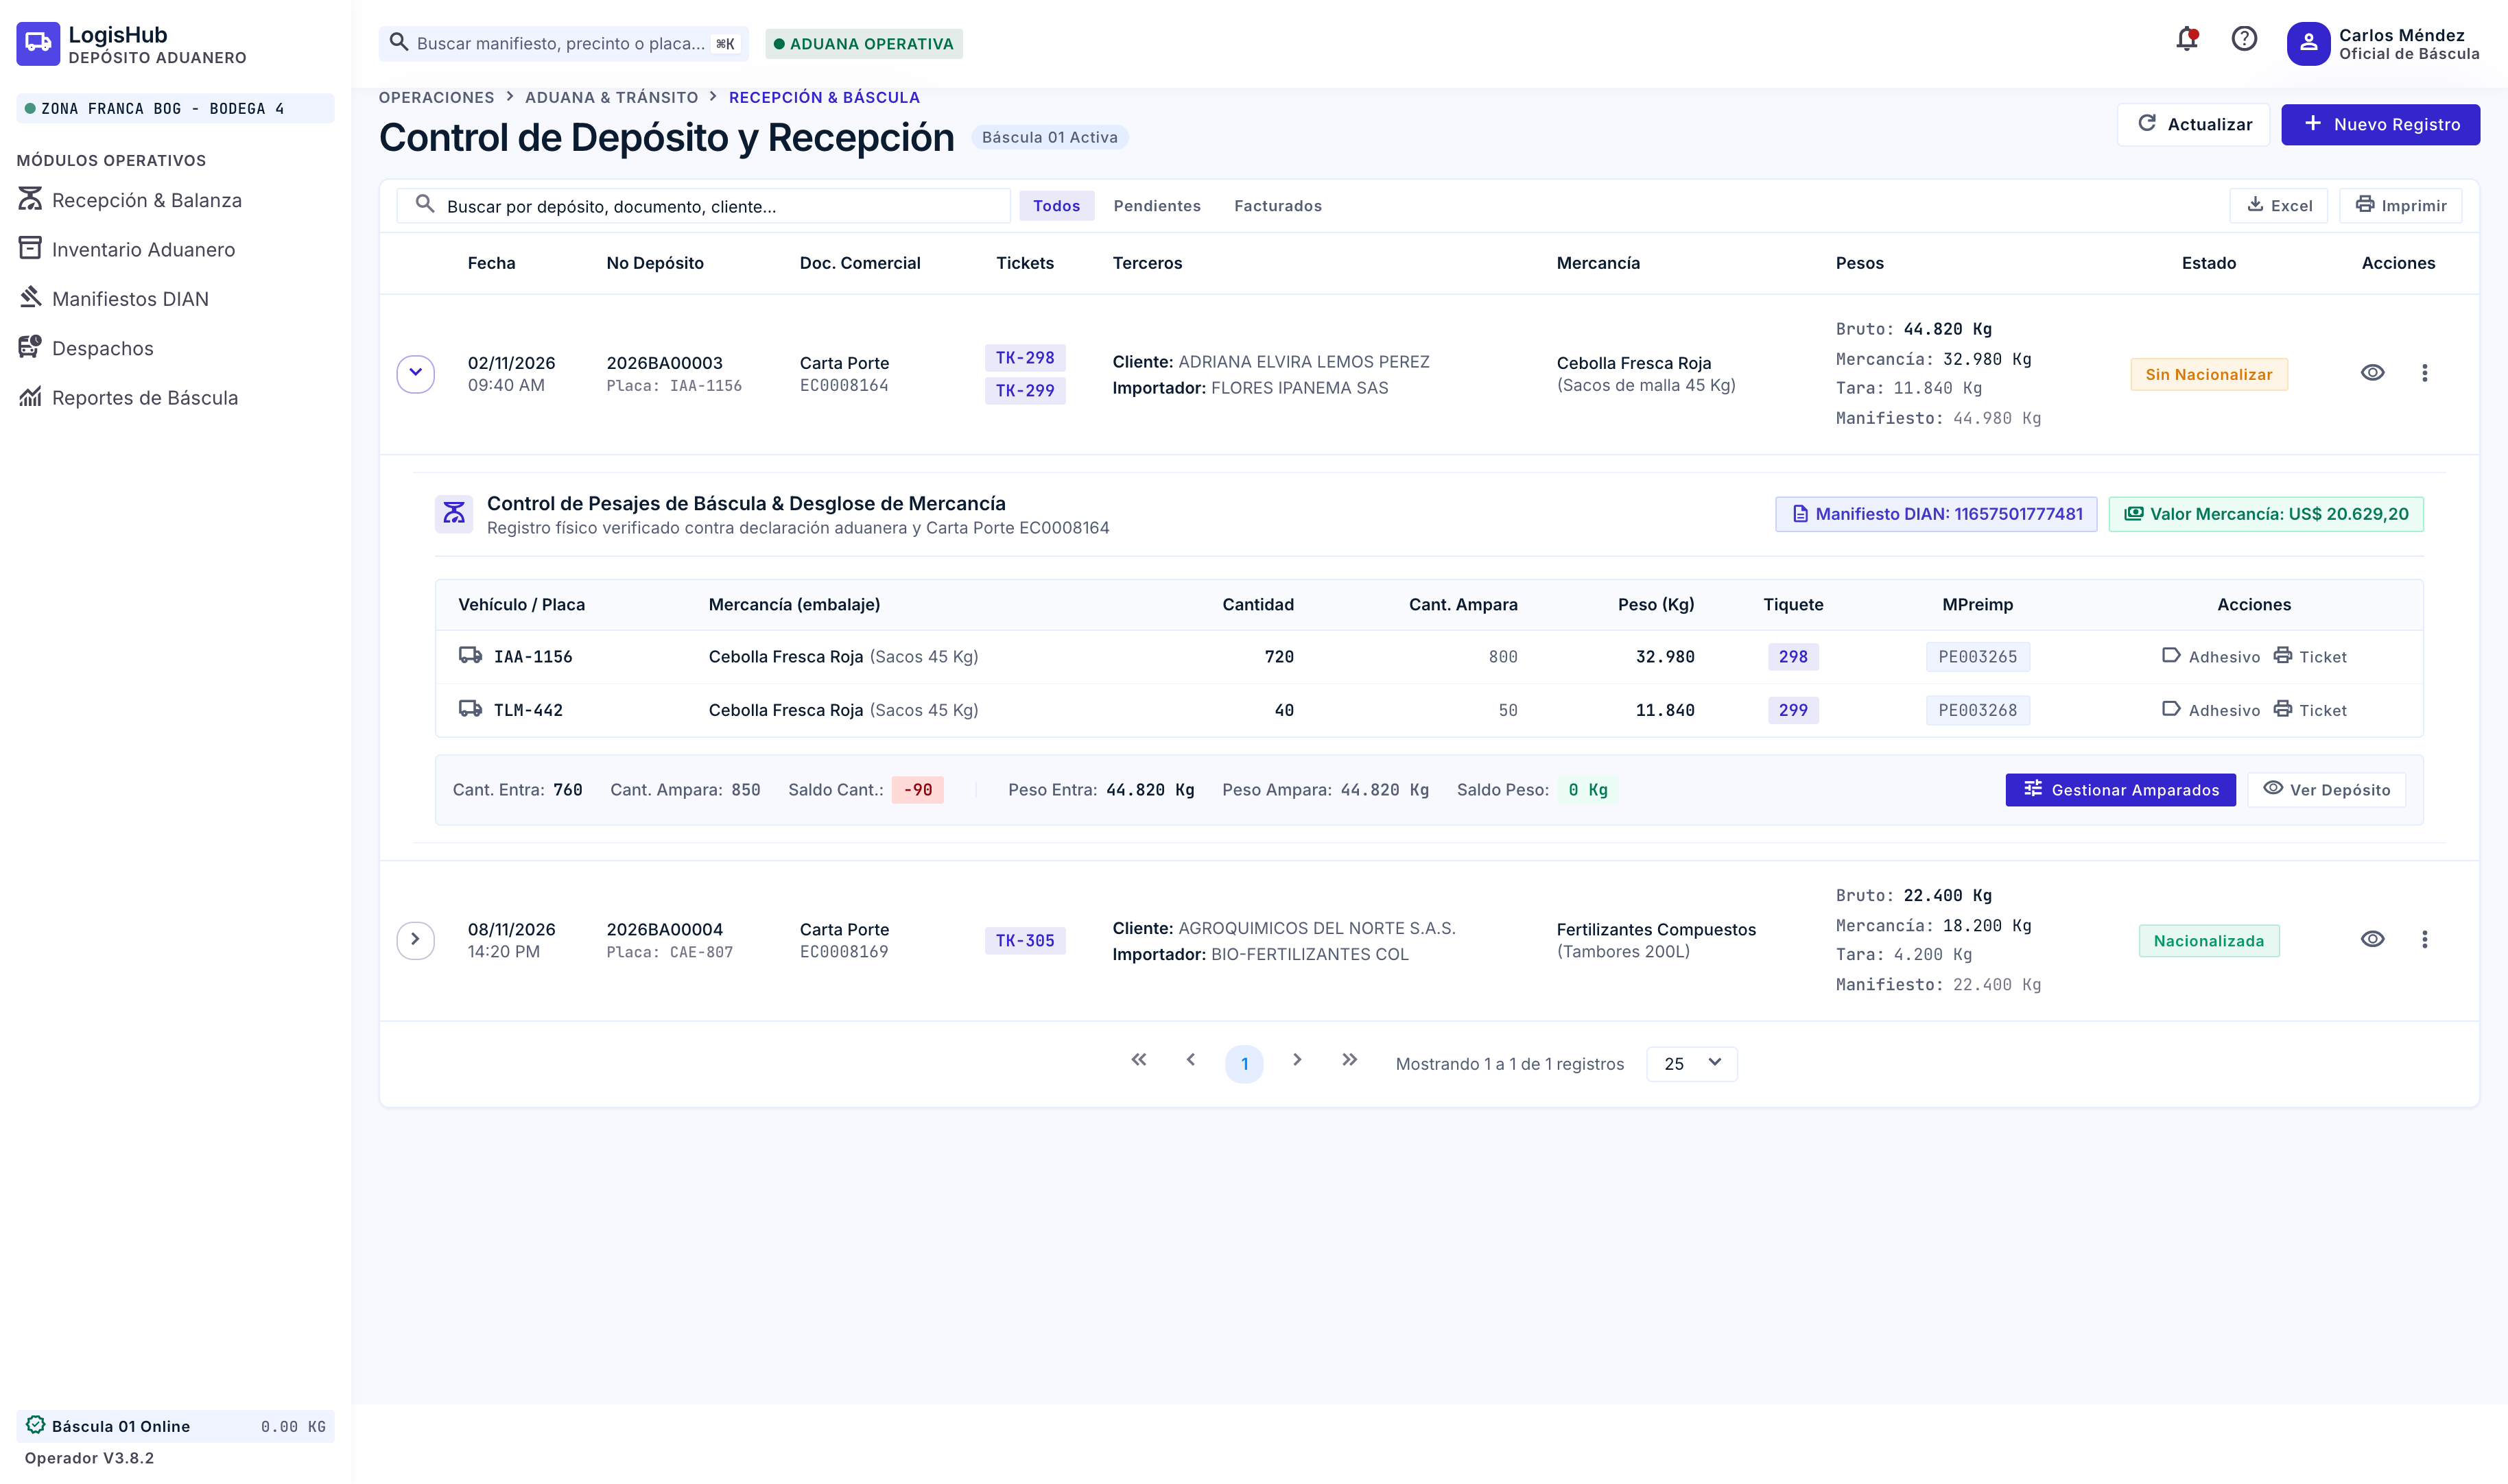 LogisHub
DEPÓSITO ADUANERO
ZONA FRANCA BOG - BODEGA 4
MÓDULOS OPERATIVOS
Recepción & Balanza
Inventario Aduanero
Manifiestos DIAN
Despachos
Reportes de Báscula
Báscula 01 Online 0.00 KG
Operador V3.8.2
Buscar manifiesto, precinto o placa... ⌘K
ADUANA OPERATIVA
Carlos Méndez
Oficial de Báscula
OPERACIONES > ADUANA & TRÁNSITO > RECEPCIÓN & BÁSCULA
Control de Depósito y Recepción
Báscula 01 Activa
Actualizar
Nuevo Registro
Buscar por depósito, documento, cliente...
Todos Pendientes Facturados
Excel Imprimir
Fecha No Depósito Doc. Comercial Tickets Terceros Mercancía Pesos Estado Acciones
02/11/2026
09:40 AM
2026BA00003
Placa: IAA-1156
Carta Porte
EC0008164
TK-298
TK-299
Cliente: ADRIANA ELVIRA LEMOS PEREZ
Importador: FLORES IPANEMA SAS
Cebolla Fresca Roja
(Sacos de malla 45 Kg)
Bruto: 44.820 Kg
Mercancía: 32.980 Kg
Tara: 11.840 Kg
Manifiesto: 44.980 Kg
Sin Nacionalizar
Control de Pesajes de Báscula & Desglose de Mercancía
Registro físico verificado contra declaración aduanera y Carta Porte EC0008164
Manifiesto DIAN: 11657501777481
Valor Mercancía: US$ 20.629,20
Vehículo / Placa Mercancía (embalaje) Cantidad Cant. Ampara Peso (Kg) Tiquete MPreimp Acciones
IAA-1156 Cebolla Fresca Roja (Sacos 45 Kg) 720 800 32.980 298 PE003265 Adhesivo Ticket
TLM-442 Cebolla Fresca Roja (Sacos 45 Kg) 40 50 11.840 299 PE003268 Adhesivo Ticket
Cant. Entra: 760 Cant. Ampara: 850 Saldo Cant.: -90 Peso Entra: 44.820 Kg Peso Ampara: 44.820 Kg Saldo Peso: 0 Kg
Gestionar Amparados
Ver Depósito
08/11/2026
14:20 PM
2026BA00004
Placa: CAE-807
Carta Porte
EC0008169
TK-305
Cliente: AGROQUIMICOS DEL NORTE S.A.S.
Importador: BIO-FERTILIZANTES COL
Fertilizantes Compuestos
(Tambores 200L)
Bruto: 22.400 Kg
Mercancía: 18.200 Kg
Tara: 4.200 Kg
Manifiesto: 22.400 Kg
Nacionalizada
1
Mostrando 1 a 1 de 1 registros
25